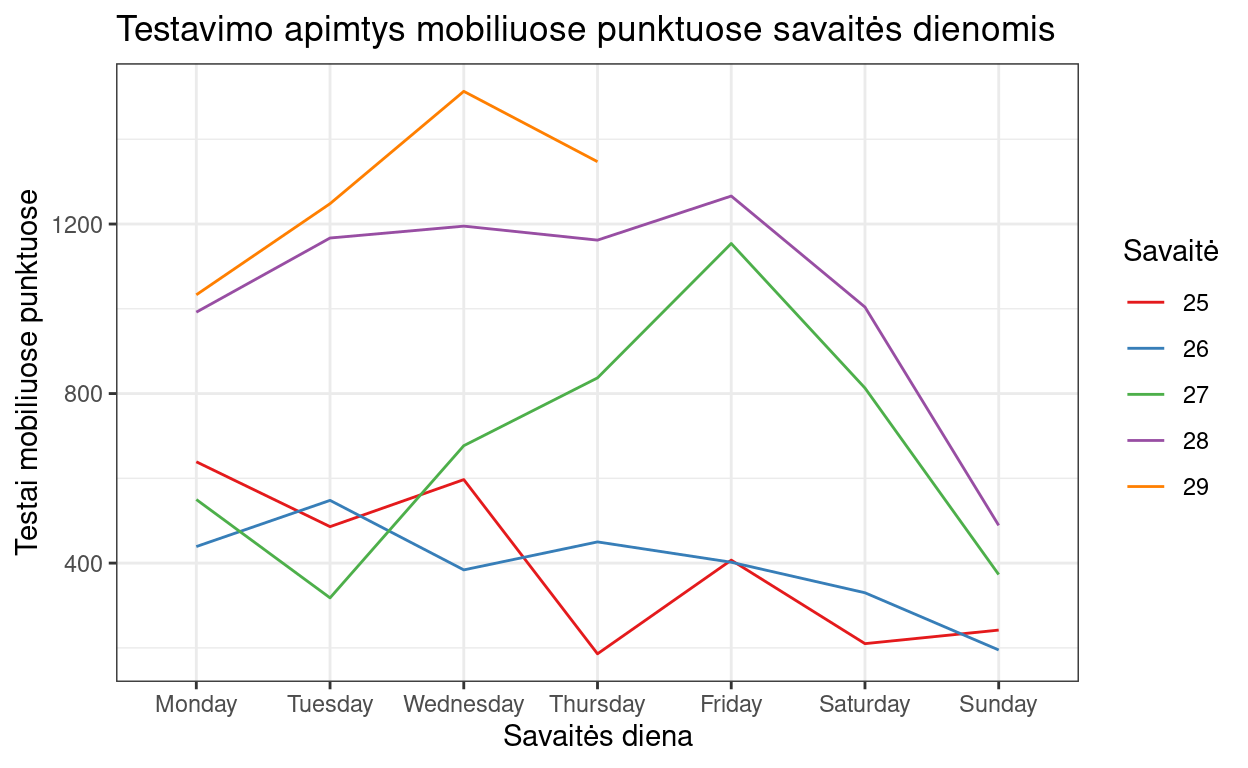 Testavimo apimtys mobiliuose punktuose savaitės dienomis
Testai mobiliuose punktuose
1200
800
400
Monday Tuesday Wednesday Thursday Friday Saturday Sunday
Savaitės diena
Savaitė
25
26
27
28
29